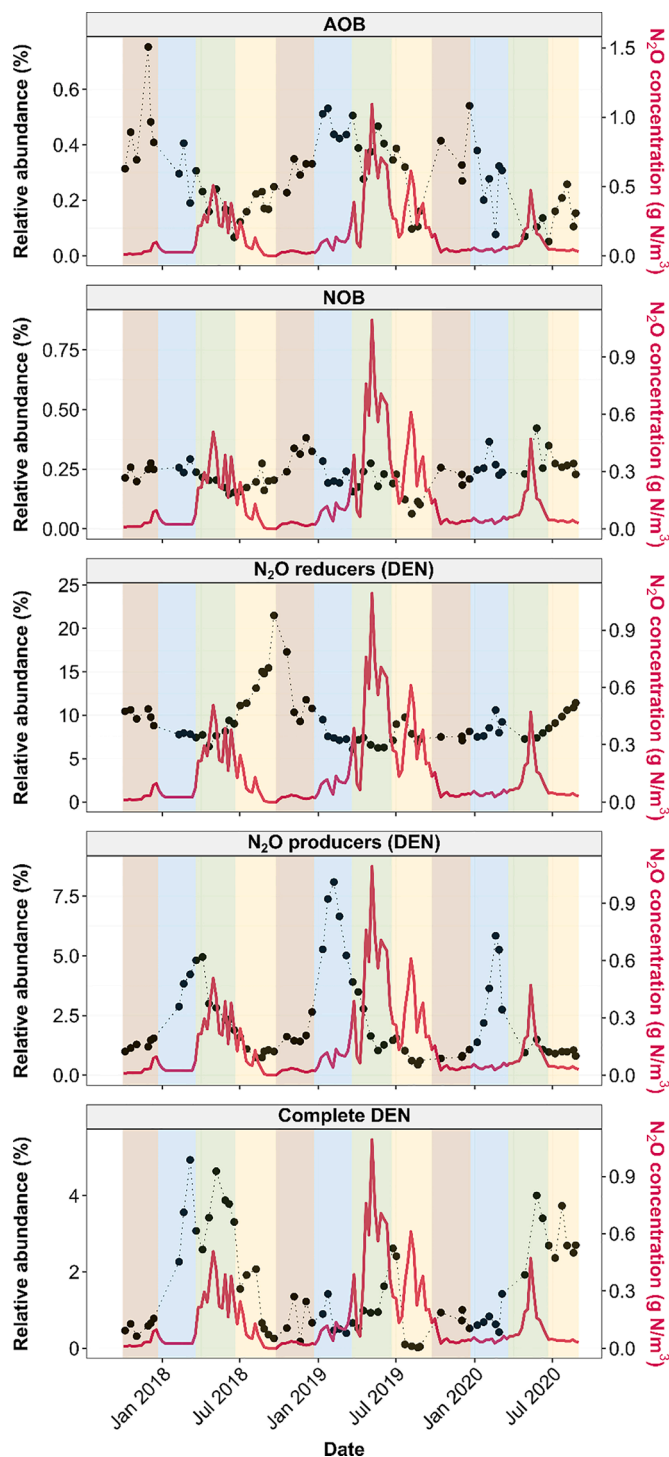 AOB
Relative abundance (%)
0.6
0.4
0.2
0.0
1.5
1.0
0.5
0.0
N₂O concentration (g N/m³)
NOB
Relative abundance (%)
0.75
0.50
0.25
0.00
0.9
0.6
0.3
0.0
N₂O concentration (g N/m³)
N₂O reducers (DEN)
Relative abundance (%)
25
20
15
10
5
0
0.9
0.6
0.3
0.0
N₂O concentration (g N/m³)
N₂O producers (DEN)
Relative abundance (%)
7.5
5.0
2.5
0.0
0.9
0.6
0.3
0.0
N₂O concentration (g N/m³)
Complete DEN
Relative abundance (%)
4
2
0
0.9
0.6
0.3
0.0
N₂O concentration (g N/m³)
Jan 2018
Jul 2018
Jan 2019
Jul 2019
Jan 2020
Jul 2020
Date